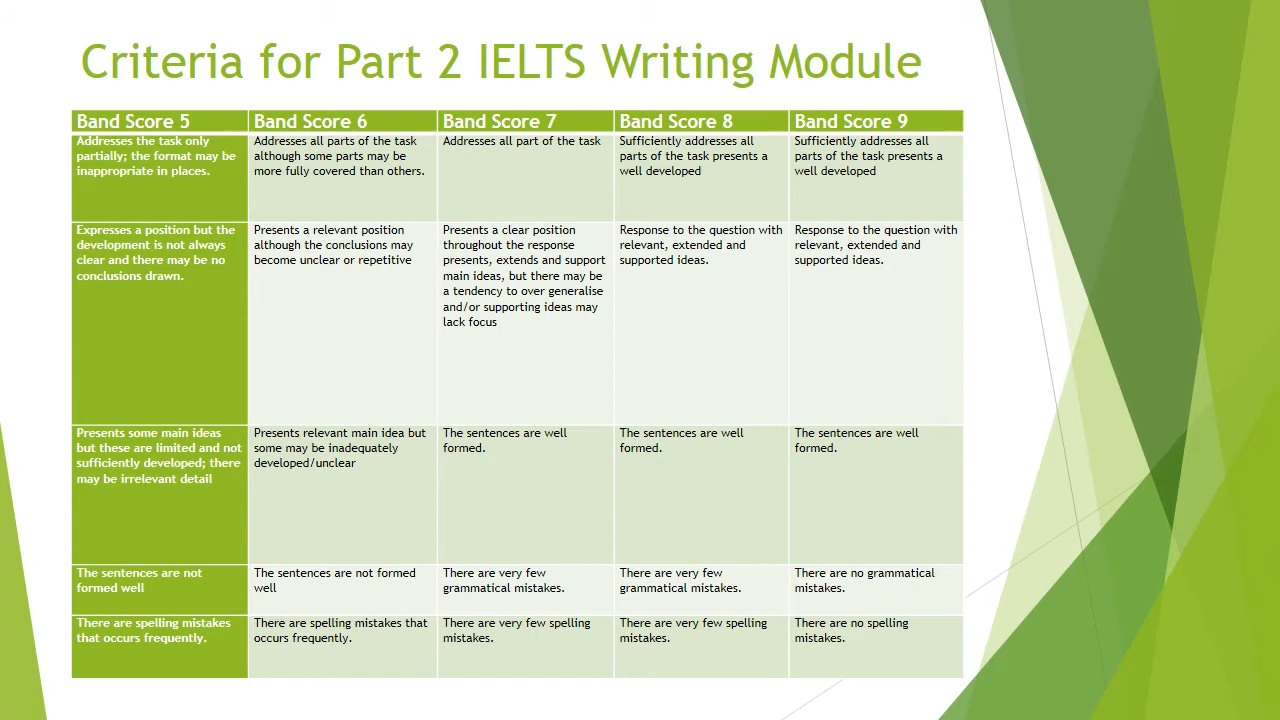 Criteria for Part 2 IELTS Writing Module
Band Score 5
Band Score 6
Band Score 7
Band Score 8
Band Score 9
Addresses the task only
partially; the format may be
inappropriate in places.
Addresses all parts of the task
although some parts may be
more fully covered than others.
Addresses all part of the task
Sufficiently addresses all
parts of the task presents a
well developed
Sufficiently addresses all
parts of the task presents a
well developed
Expresses a position but the
development is not always
clear and there may be no
conclusions drawn.
Presents a relevant position
although the conclusions may
become unclear or repetitive
Presents a clear position
throughout the response
presents, extends and support
main ideas, but there may be
a tendency to over generalise
and/or supporting ideas may
lack focus
Response to the question with
relevant, extended and
supported ideas.
Response to the question with
relevant, extended and
supported ideas.
Presents some main ideas
but these are limited and not
sufficiently developed; there
may be irrelevant detail
Presents relevant main idea but
some may be inadequately
developed/unclear
The sentences are well
formed.
The sentences are well
formed.
The sentences are well
formed.
The sentences are not
formed well
The sentences are not formed
well
There are very few
grammatical mistakes.
There are very few
grammatical mistakes.
There are no grammatical
mistakes.
There are spelling mistakes
that occurs frequently.
There are spelling mistakes that
occurs frequently.
There are very few spelling
mistakes.
There are very few spelling
mistakes.
There are no spelling
mistakes.